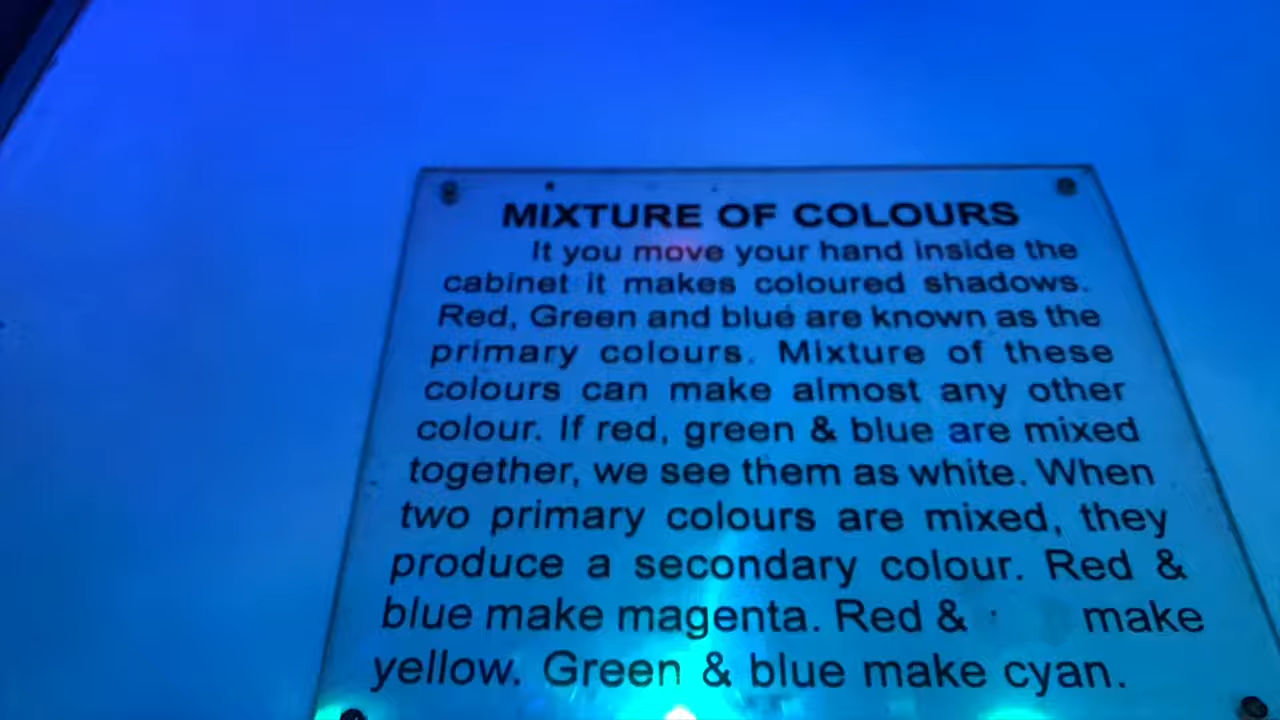 MIXTURE OF COLOURS
It you move your hand inside the
cabinet it makes coloured shadows.
Red, Green and blue are known as the
primary colours. Mixture of these
colours can make almost any other
colour. If red, green & blue are mixed
together, we see them as white. When
two primary colours are mixed, they
produce a secondary colour. Red &
blue make magenta. Red & make
yellow. Green & blue make cyan.